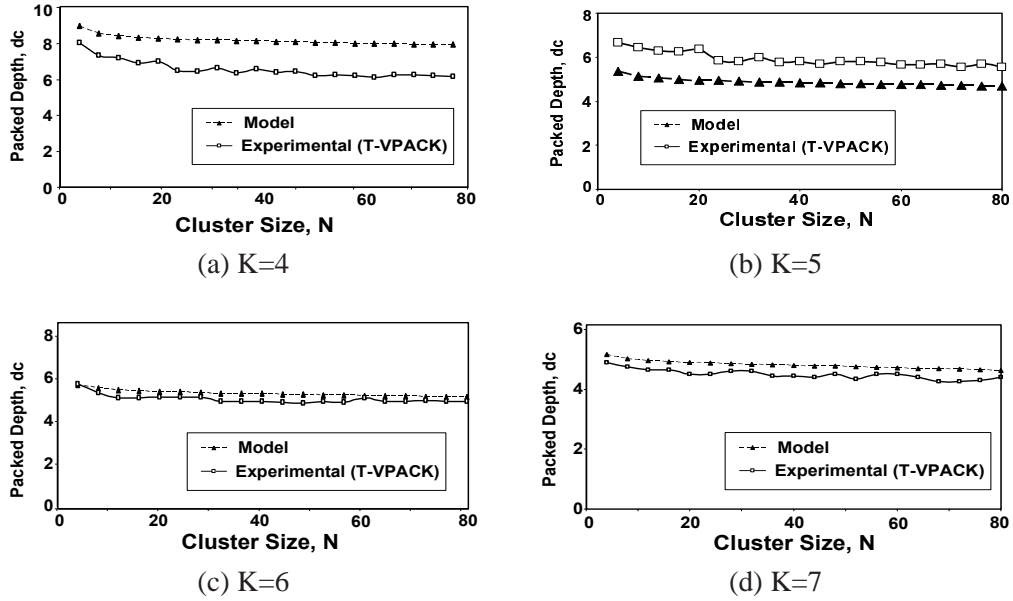 10
8
6
4
2
0
Packed Depth, dc
Model
Experimental (T-VPACK)
0 20 40 60 80
Cluster Size, N
(a) K=4
8
6
4
2
0
Packed Depth, dc
Model
Experimental (T-VPACK)
0 20 40 60 80
Cluster Size, N
(b) K=5
8
6
4
2
0
Packed Depth, dc
Model
Experimental (T-VPACK)
0 20 40 60 80
Cluster Size, N
(c) K=6
6
4
2
0
Packed Depth, dc
Model
Experimental (T-VPACK)
0 20 40 60 80
Cluster Size, N
(d) K=7